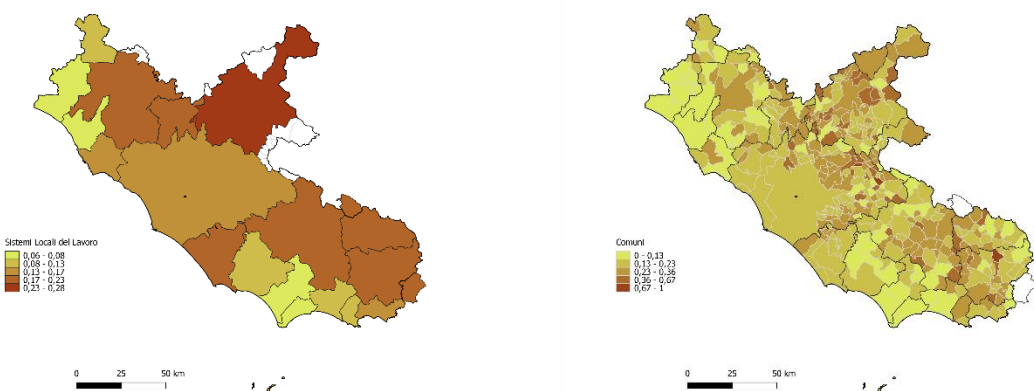 Sistemi Locali del Lavoro
0,06 - 0,08
0,08 - 0,13
0,13 - 0,17
0,17 - 0,23
0,23 - 0,28
0 25 50 km
Comuni
0 - 0,13
0,13 - 0,23
0,23 - 0,36
0,36 - 0,67
0,67 - 1
0 25 50 km